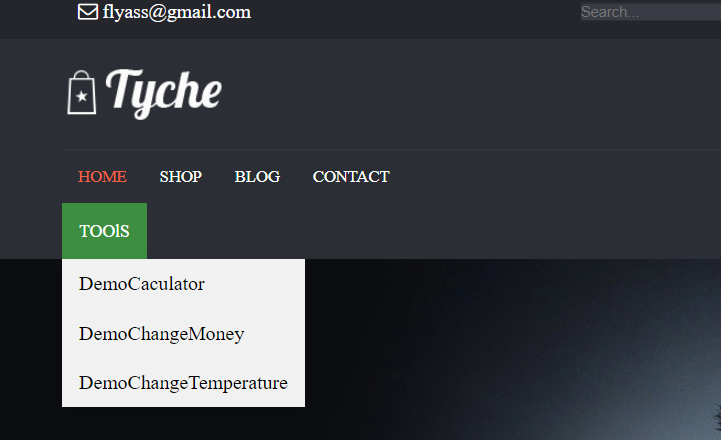 flyass@gmail.com
Search...
Tyche
HOME SHOP BLOG CONTACT
TOOlS
DemoCaculator
DemoChangeMoney
DemoChangeTemperature